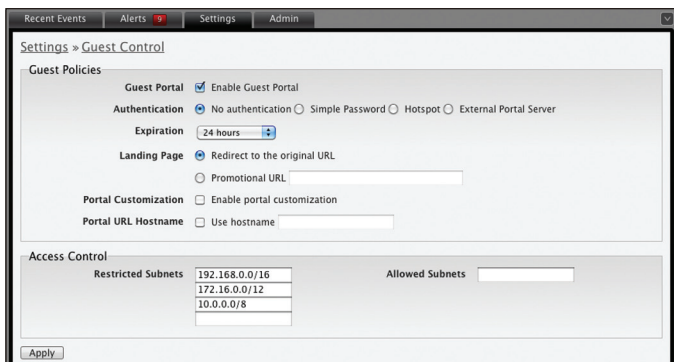 Recent Events Alerts 9 Settings Admin
Settings » Guest Control
Guest Policies
Guest Portal Enable Guest Portal
Authentication No authentication Simple Password Hotspot External Portal Server
Expiration 24 hours
Landing Page Redirect to the original URL
Promotional URL
Portal Customization Enable portal customization
Portal URL Hostname Use hostname
Access Control
Restricted Subnets 192.168.0.0/16 Allowed Subnets
172.16.0.0/12
10.0.0.0/8
Apply